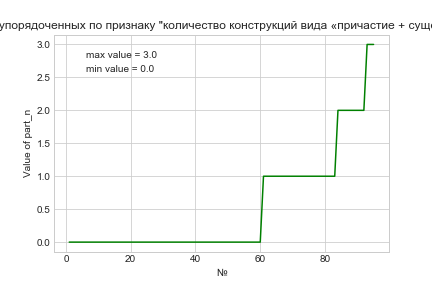 упорядоченных по признаку "количество конструкций вида «причастие +
3.0
max value = 3.0
min value = 0.0
2.5
2.0
1.5
1.0
0.5
0.0
Value of part_n
0 20 40 60 80
№